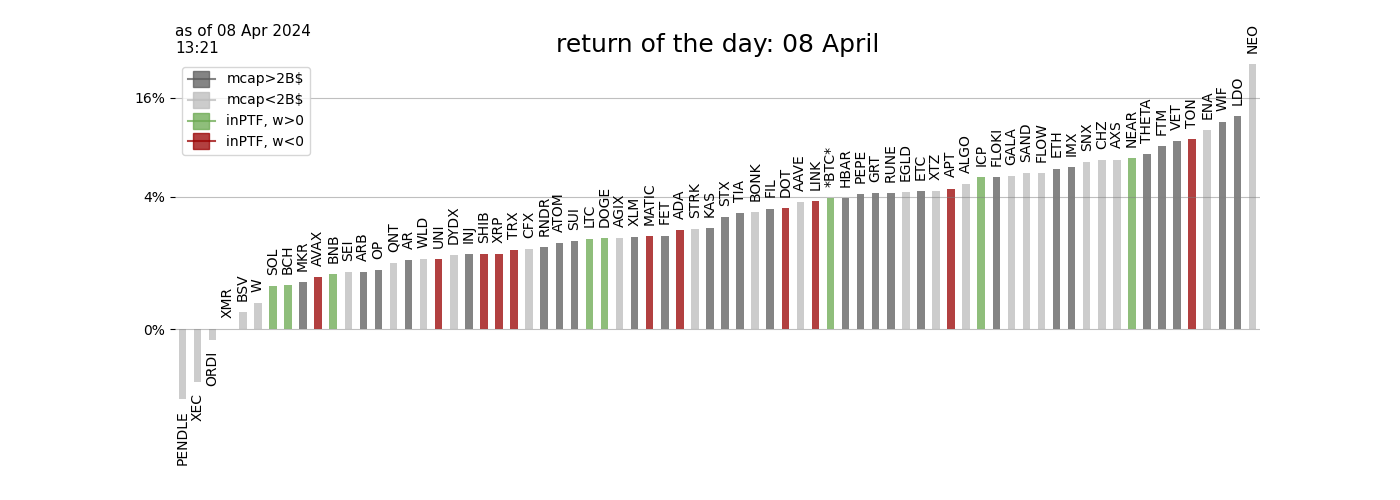 as of 08 Apr 2024
13:21
return of the day: 08 April
mcap>2B$
mcap<2B$
inPTF, w>0
inPTF, w<0
16%
4%
0%
PENDLE
XEC
ORDI
XMR
BSV
W
SOL
BCH
MKR
AVAX
BNB
SEI
ARB
OP
QNT
AR
WLD
UNI
DYDX
INJ
SHIB
XRP
TRX
CFX
RNDR
ATOM
SUI
LTC
DOGE
AGIX
XLM
MATIC
FET
ADA
STRK
KAS
STX
TIA
BONK
FIL
DOT
AAVE
LINK
*BTC*
HBAR
PEPE
GRT
RUNE
EGLD
ETC
XTZ
APT
ALGO
ICP
FLOKI
GALA
SAND
FLOW
ETH
IMX
SNX
CHZ
AXS
NEAR
THETA
FTM
VET
TON
ENA
WIF
LDO
NEO